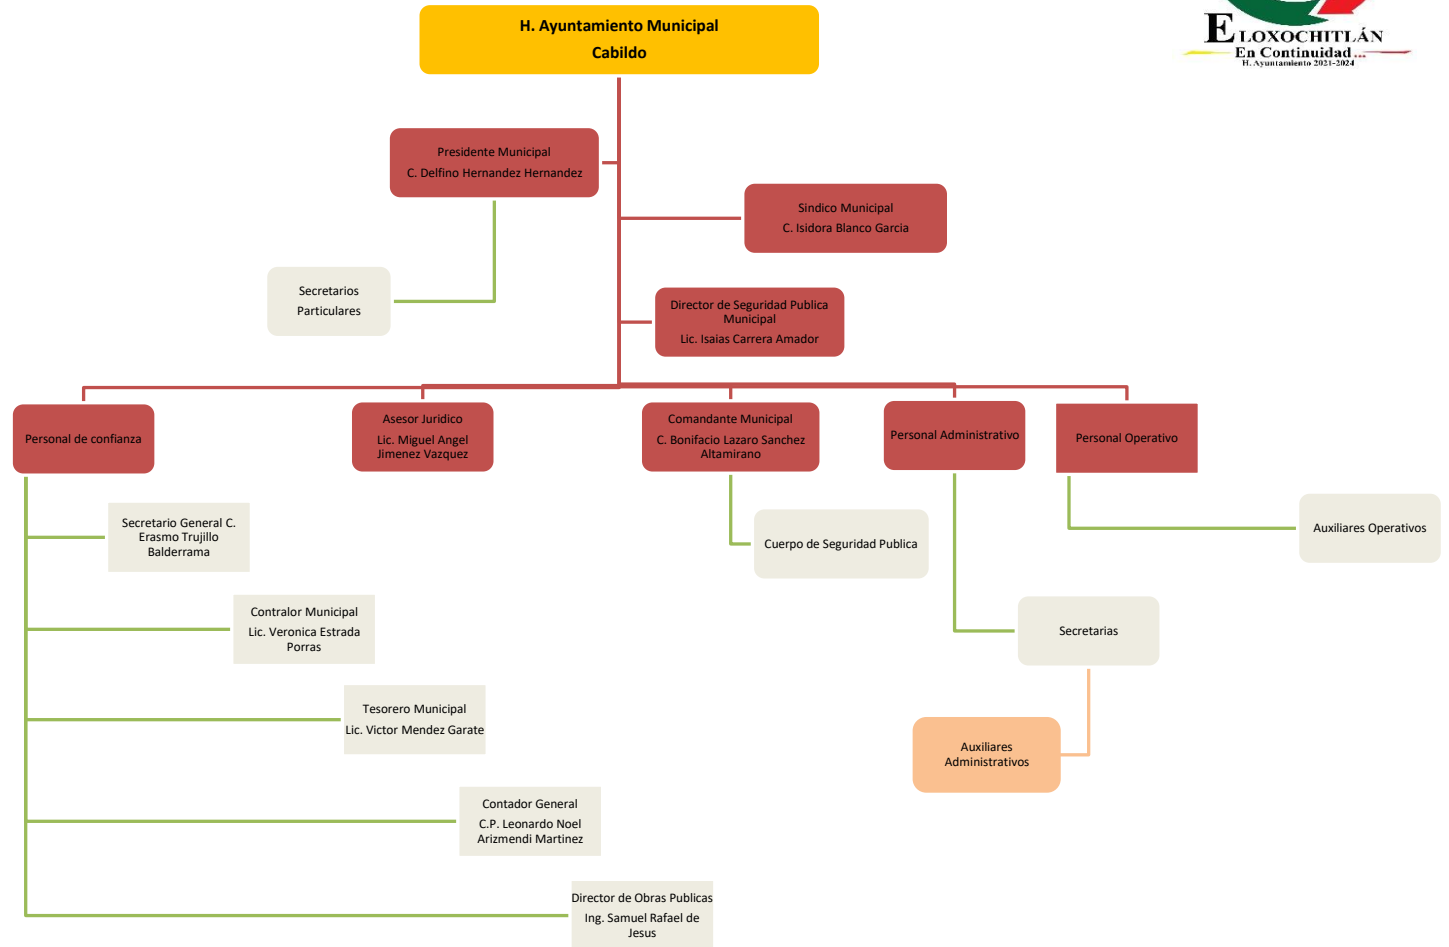 H. Ayuntamiento Municipal
Cabildo
ELOXOCHITLÁN
En Continuidad...
H. Ayuntamiento 2021-2024
Presidente Municipal
C. Delfino Hernandez Hernandez
Sindico Municipal
C. Isidora Blanco Garcia
Secretarios
Particulares
Director de Seguridad Publica
Municipal
Lic. Isaias Carrera Amador
Personal de confianza
Asesor Juridico
Lic. Miguel Angel
Jimenez Vazquez
Comandante Municipal
C. Bonifacio Lazaro Sanchez
Altamirano
Personal Administrativo
Personal Operativo
Secretario General C.
Erasmo Trujillo
Balderrama
Cuerpo de Seguridad Publica
Auxiliares Operativos
Contralor Municipal
Lic. Veronica Estrada
Porras
Secretarias
Tesorero Municipal
Lic. Victor Mendez Garate
Auxiliares
Administrativos
Contador General
C.P. Leonardo Noel
Arizmendi Martinez
Director de Obras Publicas
Ing. Samuel Rafael de
Jesus